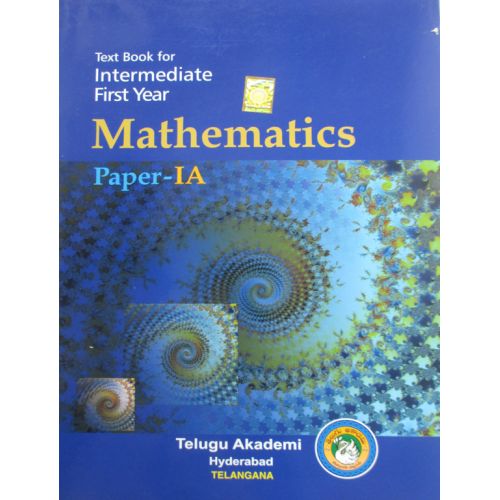 Text Book for
Intermediate
First Year
Mathematics
Paper-IA
Telugu Akademi
Hyderabad
TELANGANA